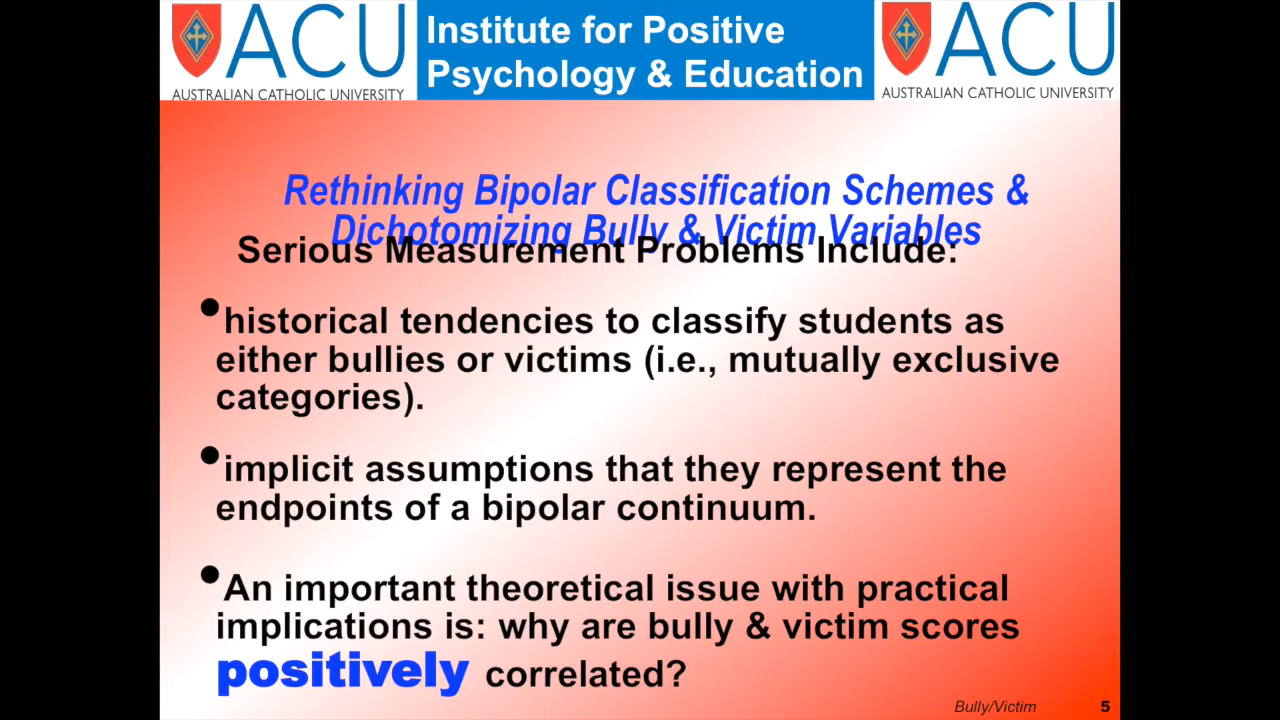 ACU
AUSTRALIAN CATHOLIC UNIVERSITY
Institute for Positive
Psychology & Education
ACU
AUSTRALIAN CATHOLIC UNIVERSITY
Rethinking Bipolar Classification Schemes &
Dichotomizing Bully & Victim Variables
Serious Measurement Problems Include:
•historical tendencies to classify students as
either bullies or victims (i.e., mutually exclusive
categories).
•implicit assumptions that they represent the
endpoints of a bipolar continuum.
•An important theoretical issue with practical
implications is: why are bully & victim scores
positively correlated?
Bully/Victim 5